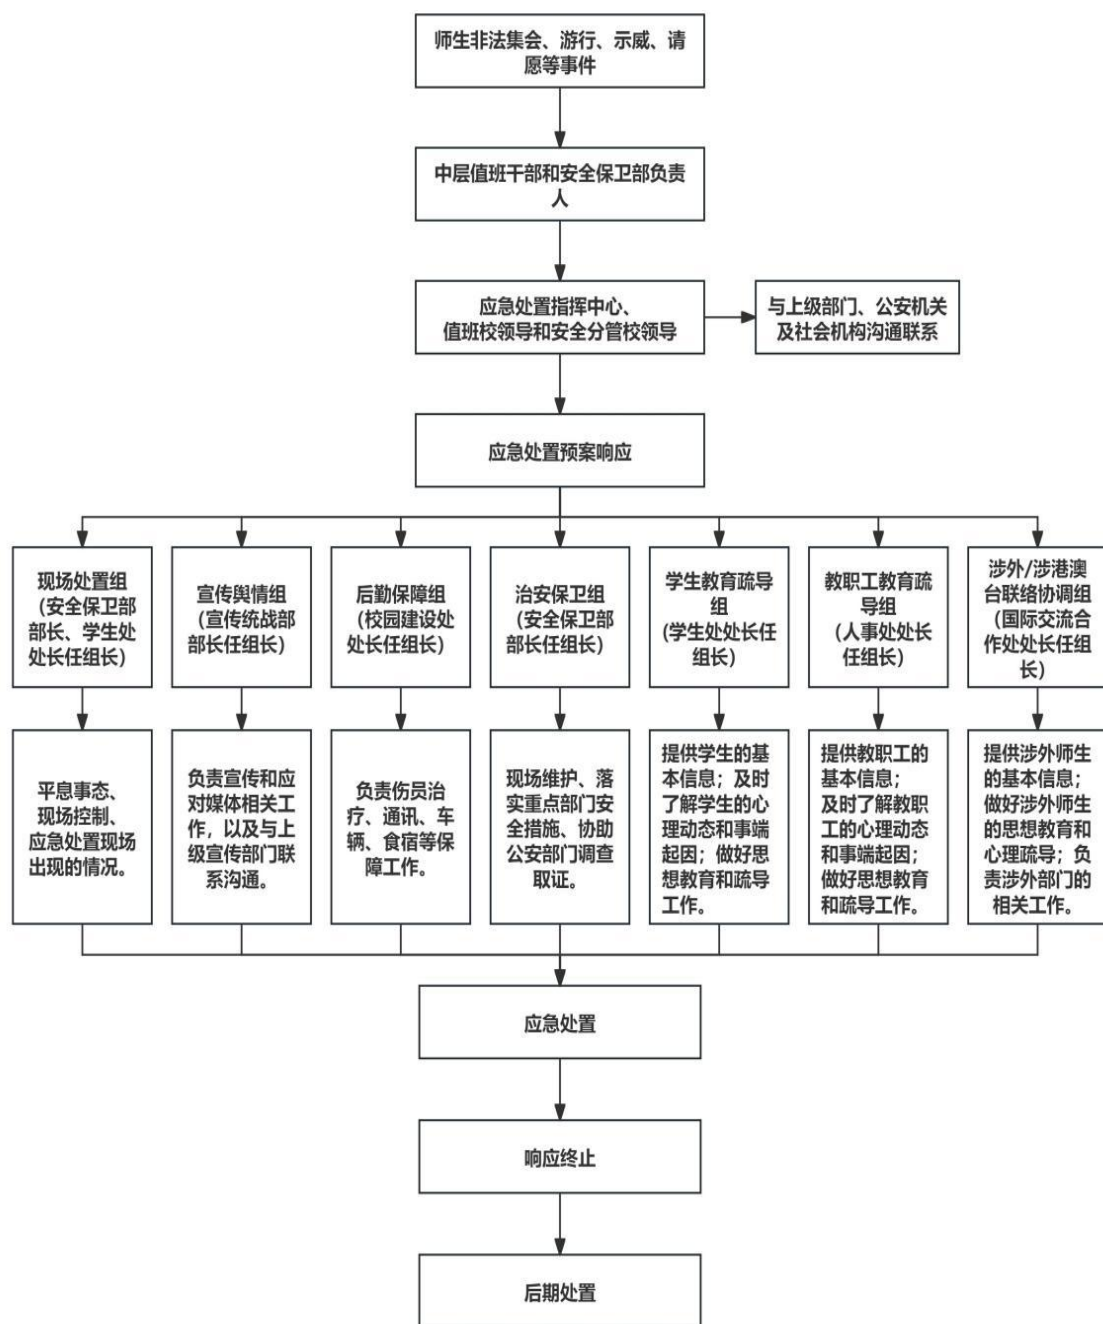 师生非法集会、游行、示威、请
愿等事件
中层值班干部和安全保卫部负责
人
应急处置指挥中心、
值班校领导和安全分管校领导
与上级部门、公安机关
及社会机构沟通联系
应急处置预案响应
现场处置组
（安全保卫部
部长、学生处
处长任组长）
宣传舆情组
（宣传统战部
部长任组长）
后勤保障组
（校园建设处
处长任组长）
治安保卫组
（安全保卫部
部长任组长）
学生教育疏导
组
（学生处处长任
组长）
教职工教育疏
导组
（人事处处长
任组长）
涉外/涉港澳
台联络协调组
（国际交流合
作处处长任组
长）
平息事态、
现场控制、
应急处置现场
出现的情况。
负责宣传和应
对媒体相关工
作，以及与上
级宣传部门联
系沟通。
负责伤员治
疗、通讯、车
辆、食宿等保
障工作。
现场维护、落
实重点部门安
全措施、协助
公安部门调查
取证。
提供学生的基
本信息；及时
了解学生的心
理动态和事端
起因；做好思
想教育和疏导
工作。
提供教职工的
基本信息；
及时了解教职
工的心理动态
和事端起因；
做好思想教育
和疏导工作。
提供涉外师生
的基本信息；
做好涉外师生
的思想教育和
心理疏导；负
责涉外部门的
相关工作。
应急处置
响应终止
后期处置